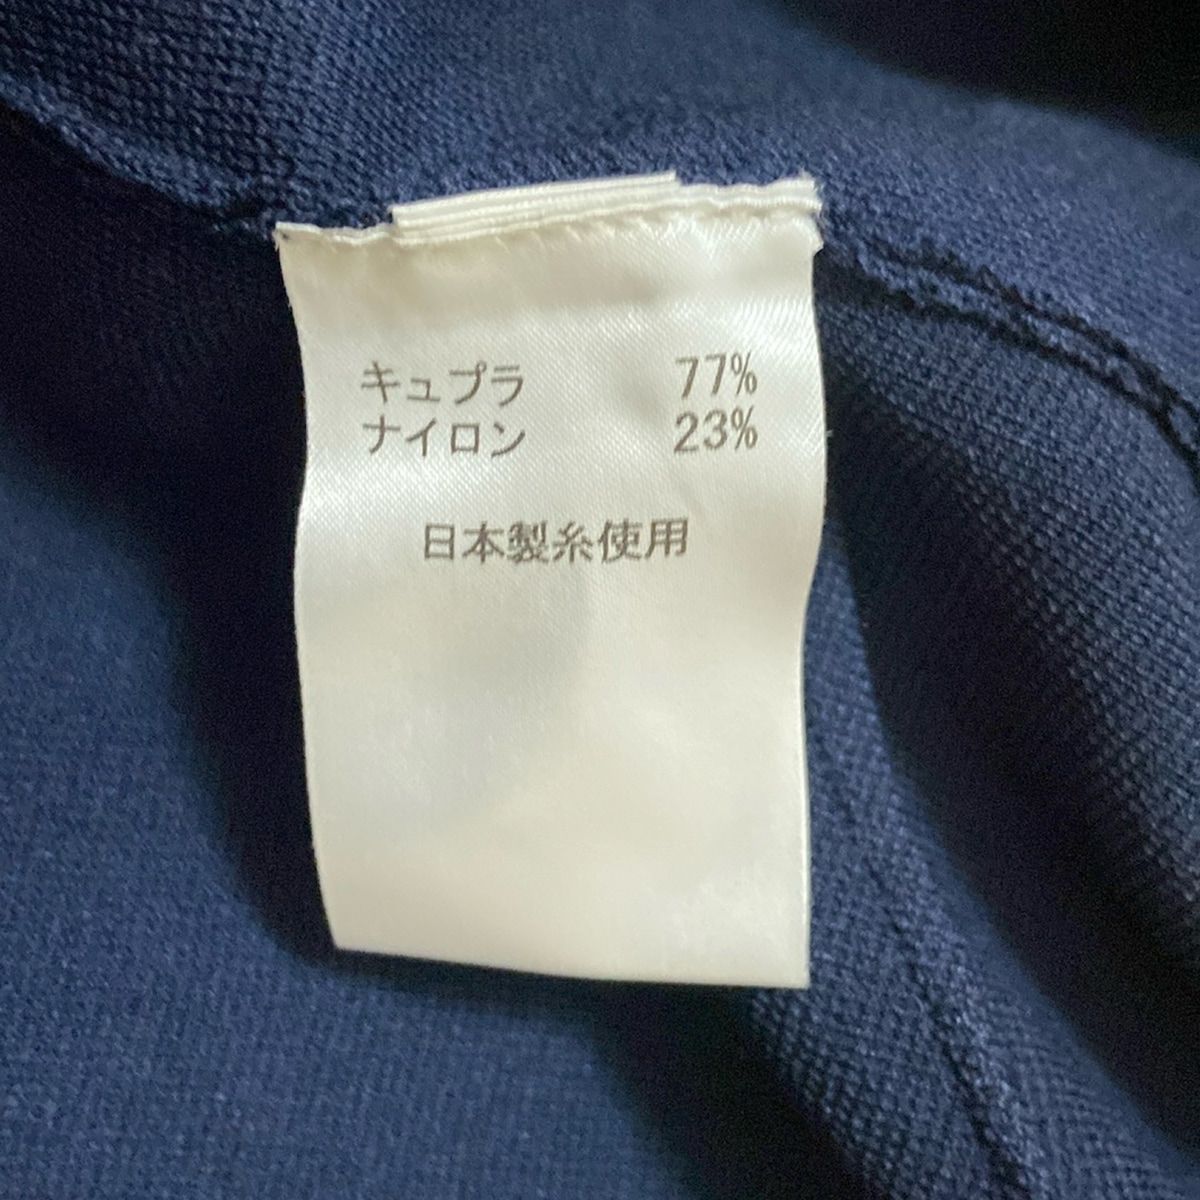 キュプラ 77%
ナイロン 23%
日本製糸使用